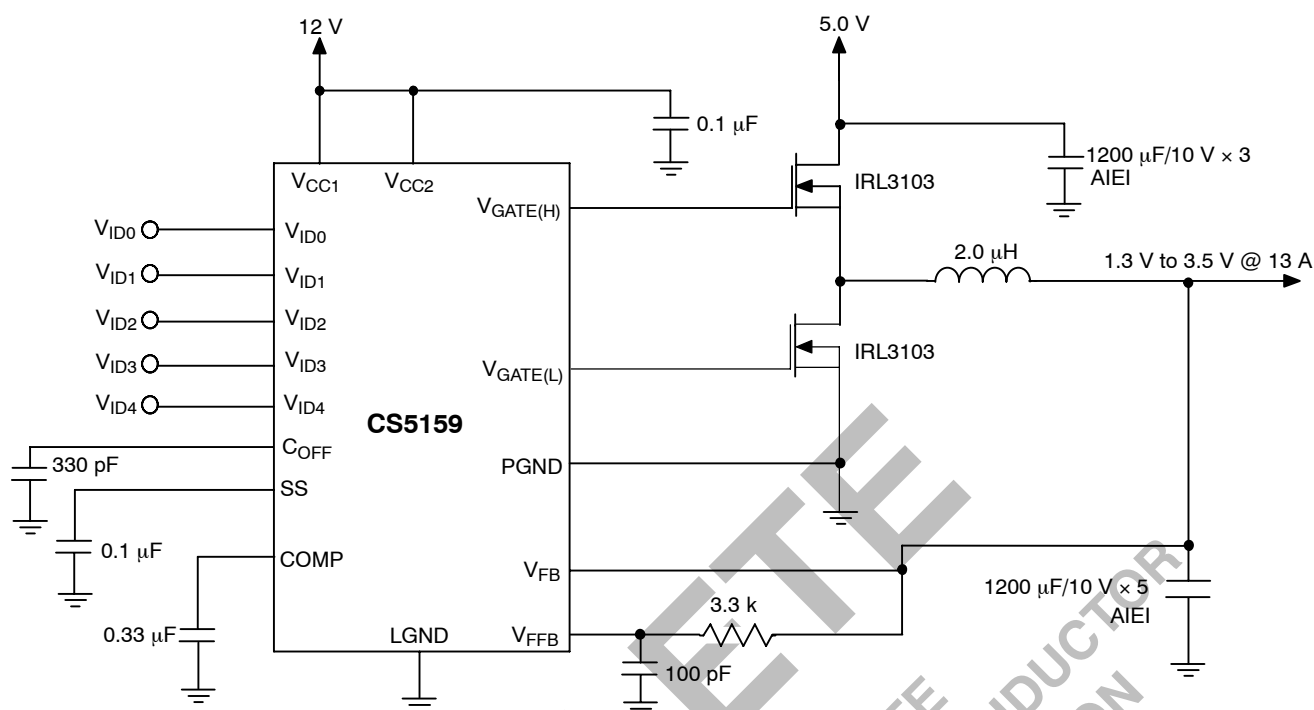 12 V
5.0 V
0.1 μF
1200 μF/10 V × 3
AIEI
VCC1
VCC2
VGATE(H)
IRL3103
VID0
VID0
VID1
VID1
VID2
VID2
VID3
VID3
VID4
VID4
2.0 μH
1.3 V to 3.5 V @ 13 A
IRL3103
VGATE(L)
CS5159
COFF
330 pF
PGND
SS
0.1 μF
COMP
VFB
0.33 μF
3.3 k
1200 μF/10 V × 5
AIEI
LGND
VFFB
100 pF
ETE
DUCTOR